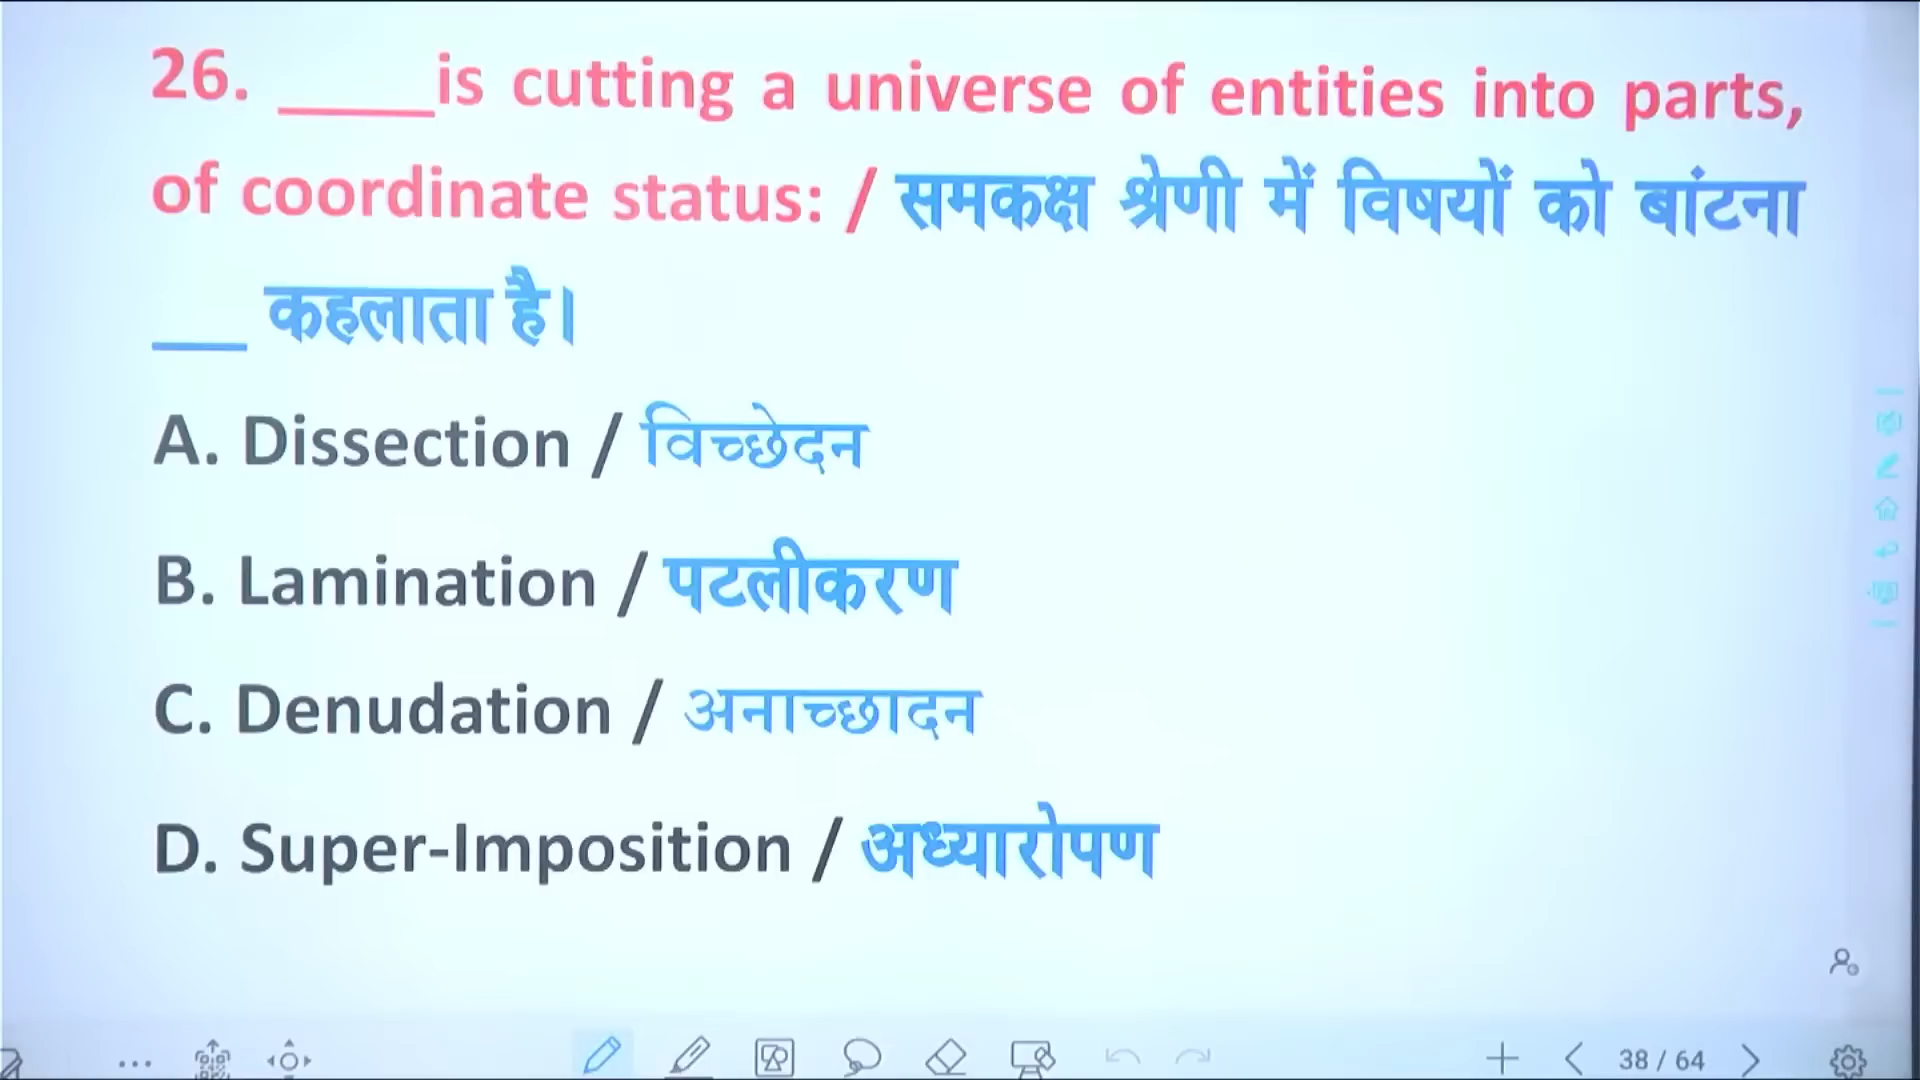 26. ____is cutting a universe of entities into parts,
of coordinate status: / समकक्ष श्रेणी में विषयों को बांटना
___ कहलाता है।
A. Dissection / विच्छेदन
B. Lamination / पटलीकरण
C. Denudation / अनाच्छादन
D. Super-Imposition / अध्यारोपण
38 / 64